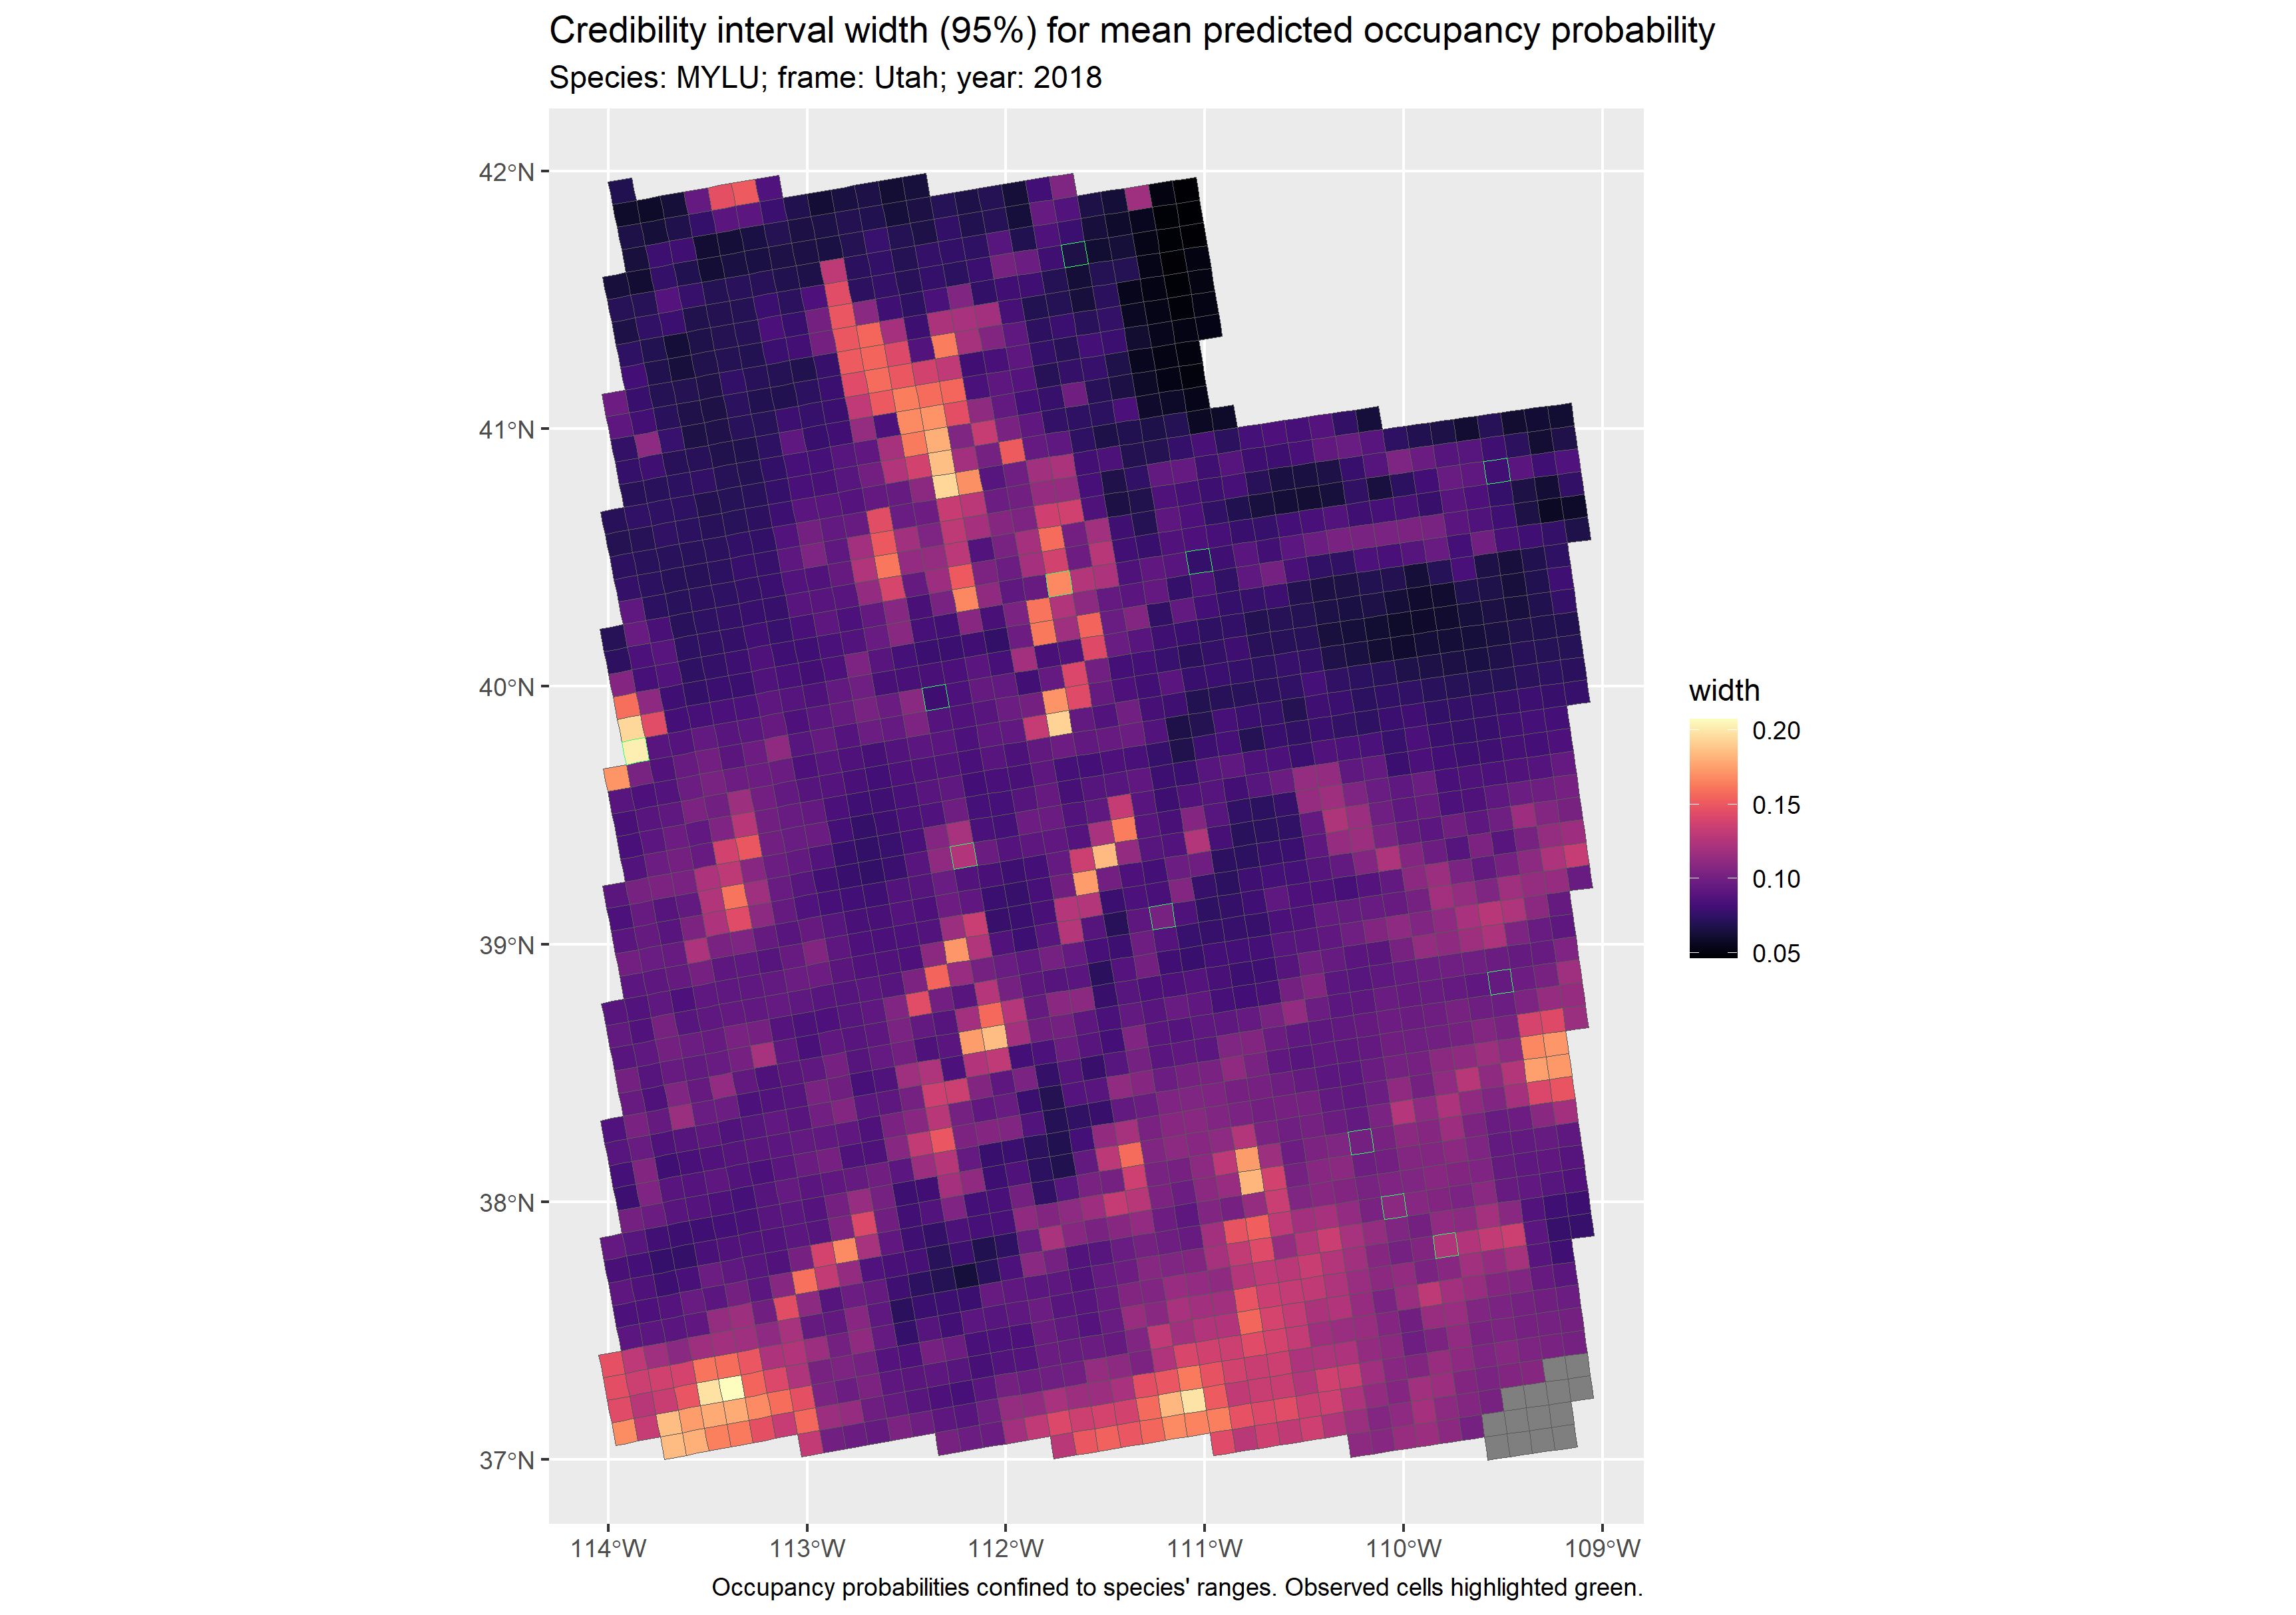 Credibility interval width (95%) for mean predicted occupancy probability
Species: MYLU; frame: Utah; year: 2018
42°N
41°N
40°N
39°N
38°N
37°N
114°W 113°W 112°W 111°W 110°W 109°W
width
0.20
0.15
0.10
0.05
Occupancy probabilities confined to species' ranges. Observed cells highlighted green.